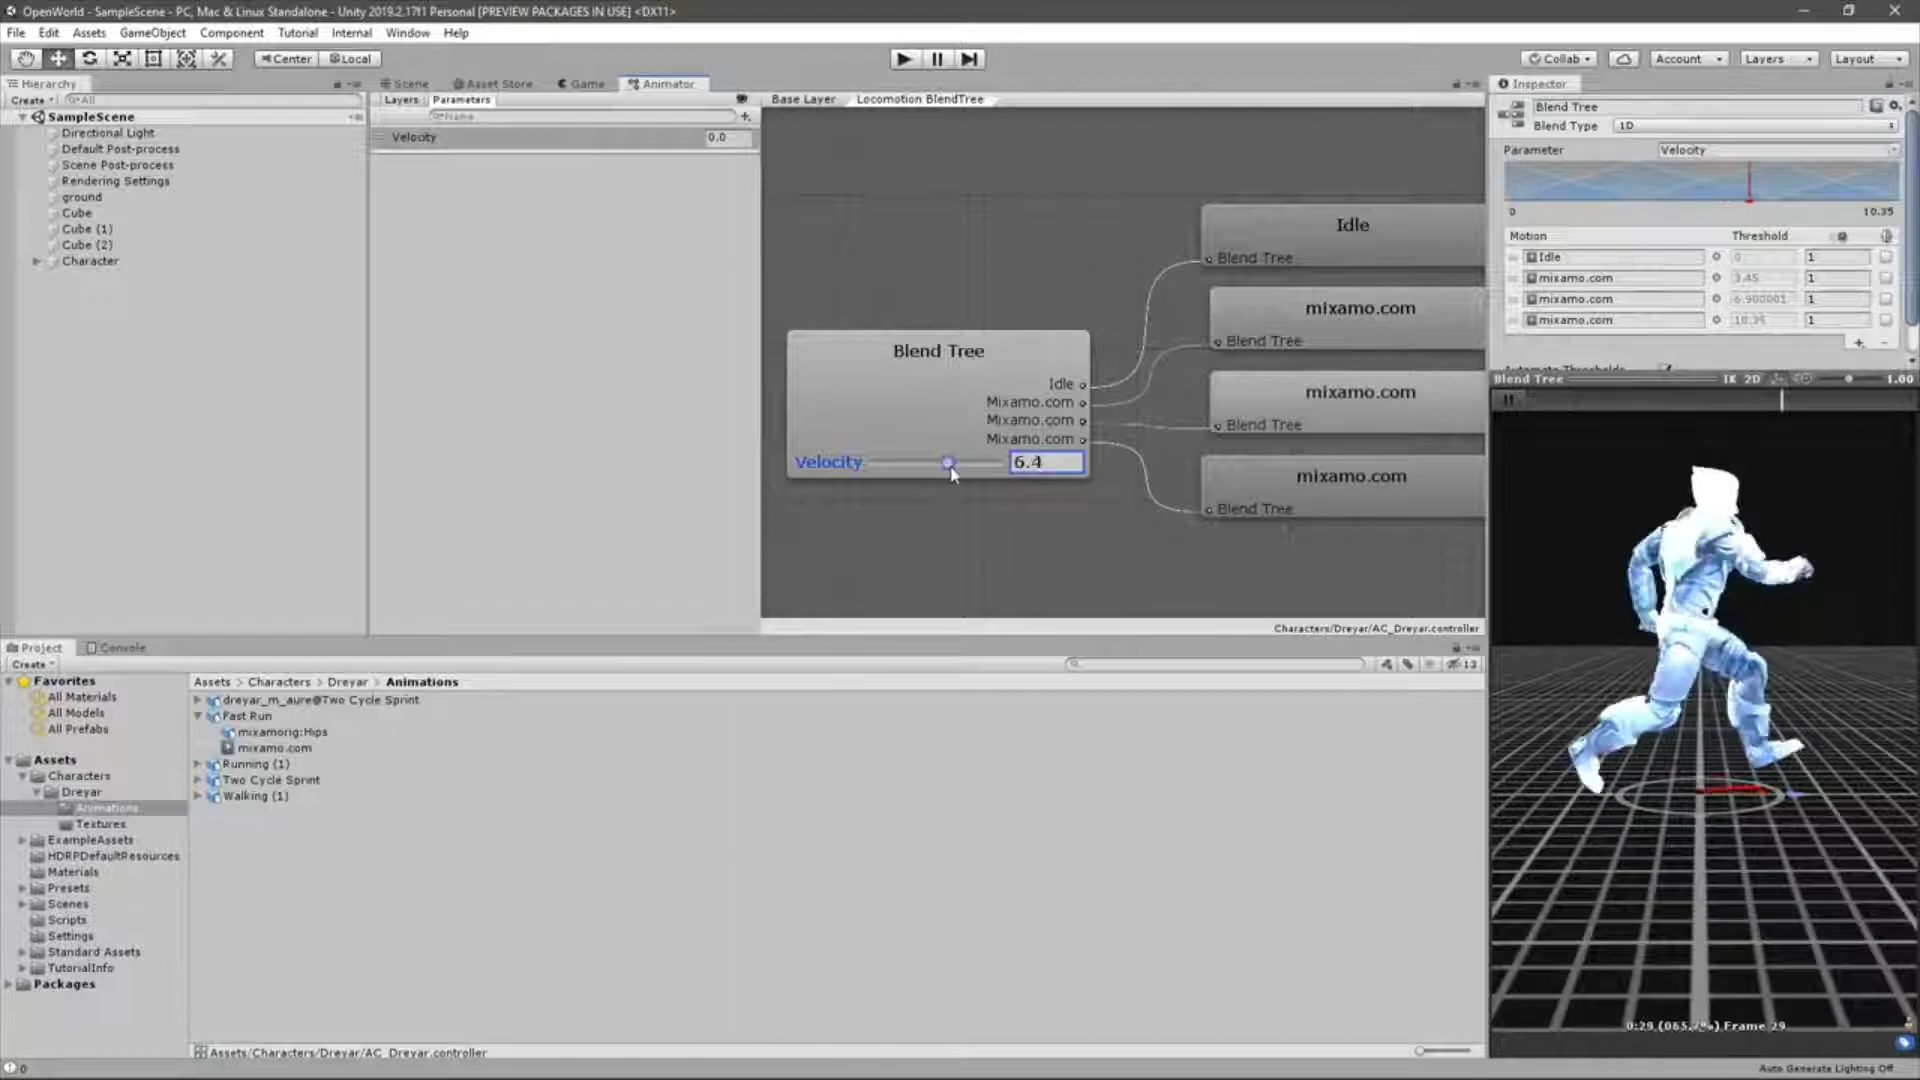 OpenWorld - SampleScene - PC, Mac & Linux Standalone - Unity 2019.2.17f1 Personal [PREVIEW PACKAGES IN USE] <DX11>
File Edit Assets GameObject Component Tutorial Internal Window Help
Center Local
Collab Account Layers Layout
Hierarchy
Create All
SampleScene
Directional Light
Default Post-process
Scene Post-process
Rendering Settings
ground
Cube
Cube (1)
Cube (2)
Character
Scene Asset Store Game Animator
Layers Parameters
Name
Velocity 0.0
Base Layer Locomotion BlendTree
Blend Tree
Idle
Mixamo.com
Mixamo.com
Mixamo.com
Velocity 6.4
Idle
Blend Tree
mixamo.com
Blend Tree
mixamo.com
Blend Tree
mixamo.com
Blend Tree
Characters/Dreyar/AC_Dreyar.controller
Inspector
Blend Tree
Blend Type 1D
Parameter Velocity
0 10.35
Motion Threshold
Idle 0 1
mixamo.com 3.45 1
mixamo.com 6.900001 1
mixamo.com 10.35 1
Automate Thresholds
Blend Tree IK 2D 1.00
Frame 29
Project Console
Create
13
Favorites
All Materials
All Models
All Prefabs
Assets
Characters
Dreyar
Animations
Textures
ExampleAssets
HDRPDefaultResources
Materials
Presets
Scenes
Scripts
Settings
Standard Assets
TutorialInfo
Packages
Assets > Characters > Dreyar > Animations
dreyar_m_aure@Two Cycle Sprint
Fast Run
mixamorig:Hips
mixamo.com
Running (1)
Two Cycle Sprint
Walking (1)
Assets/Characters/Dreyar/AC_Dreyar.controller
0
Auto Generate Lighting Off